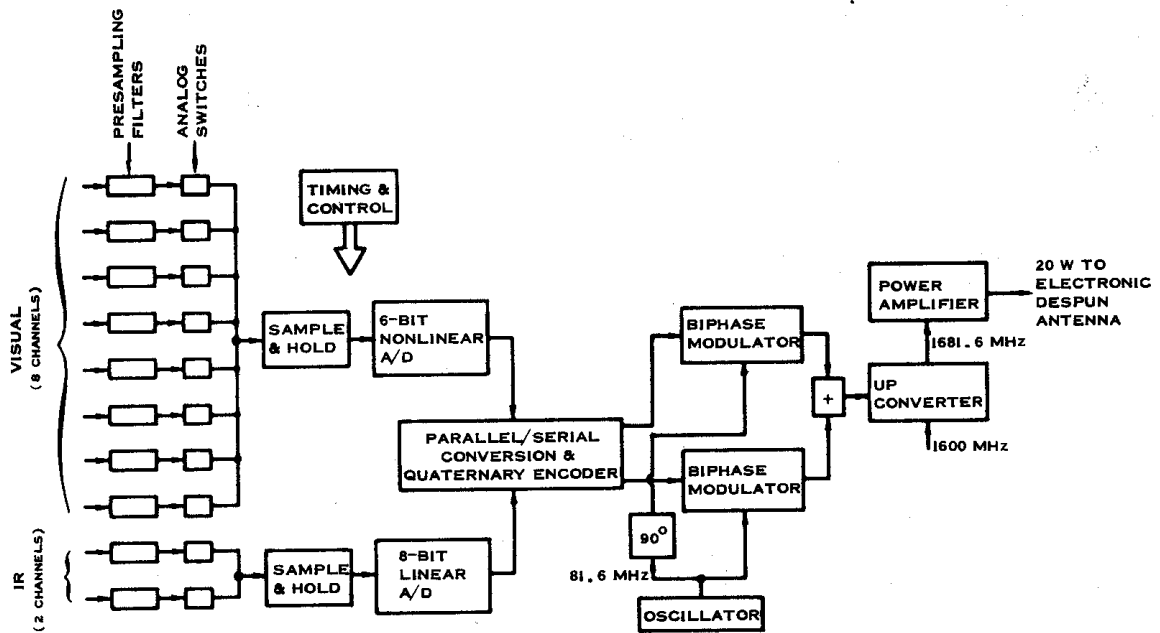 PRESAMPLING
FILTERS
ANALOG
SWITCHES
VISUAL
(8 CHANNELS)
IR
(2 CHANNELS)
TIMING &
CONTROL
SAMPLE
& HOLD
6-BIT
NONLINEAR
A/D
SAMPLE
& HOLD
8-BIT
LINEAR
A/D
PARALLEL/SERIAL
CONVERSION &
QUATERNARY ENCODER
BIPHASE
MODULATOR
BIPHASE
MODULATOR
90°
81.6 MHz
OSCILLATOR
+
UP
CONVERTER
1600 MHz
1681.6 MHz
POWER
AMPLIFIER
20 W TO
ELECTRONIC
DESPUN
ANTENNA